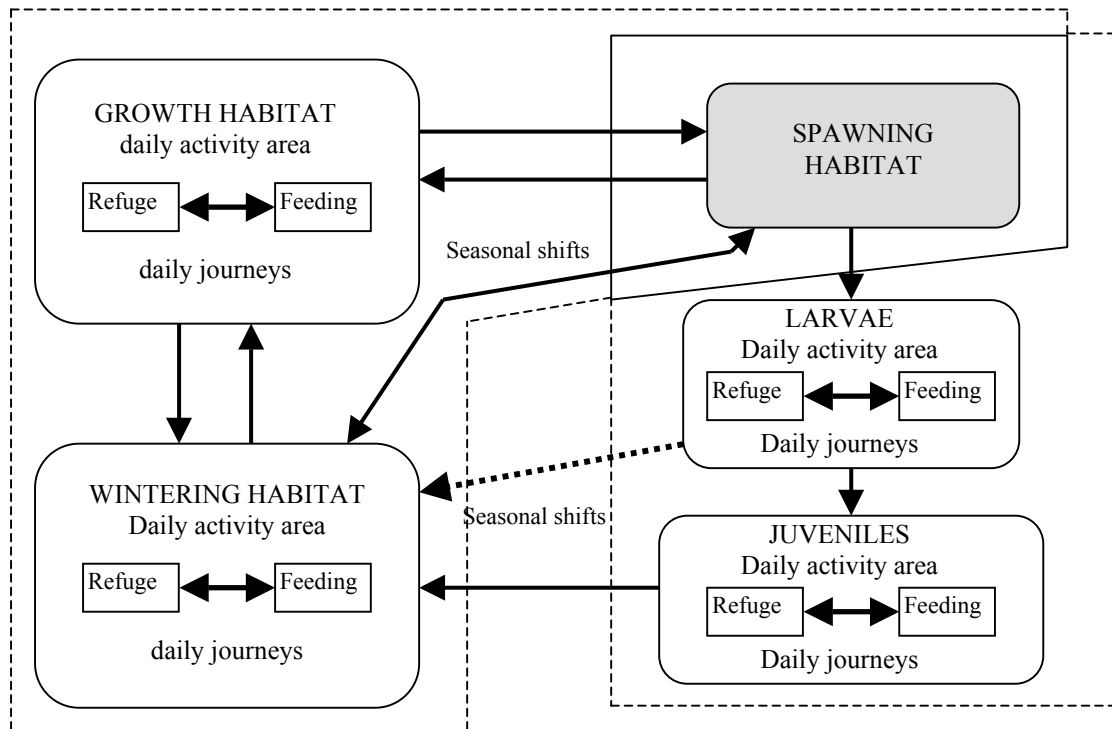 GROWTH HABITAT
daily activity area
Refuge
Feeding
daily journeys
SPAWNING
HABITAT
Seasonal shifts
LARVAE
Daily activity area
Refuge
Feeding
Daily journeys
WINTERING HABITAT
Daily activity area
Refuge
Feeding
daily journeys
Seasonal shifts
JUVENILES
Daily activity area
Refuge
Feeding
Daily journeys